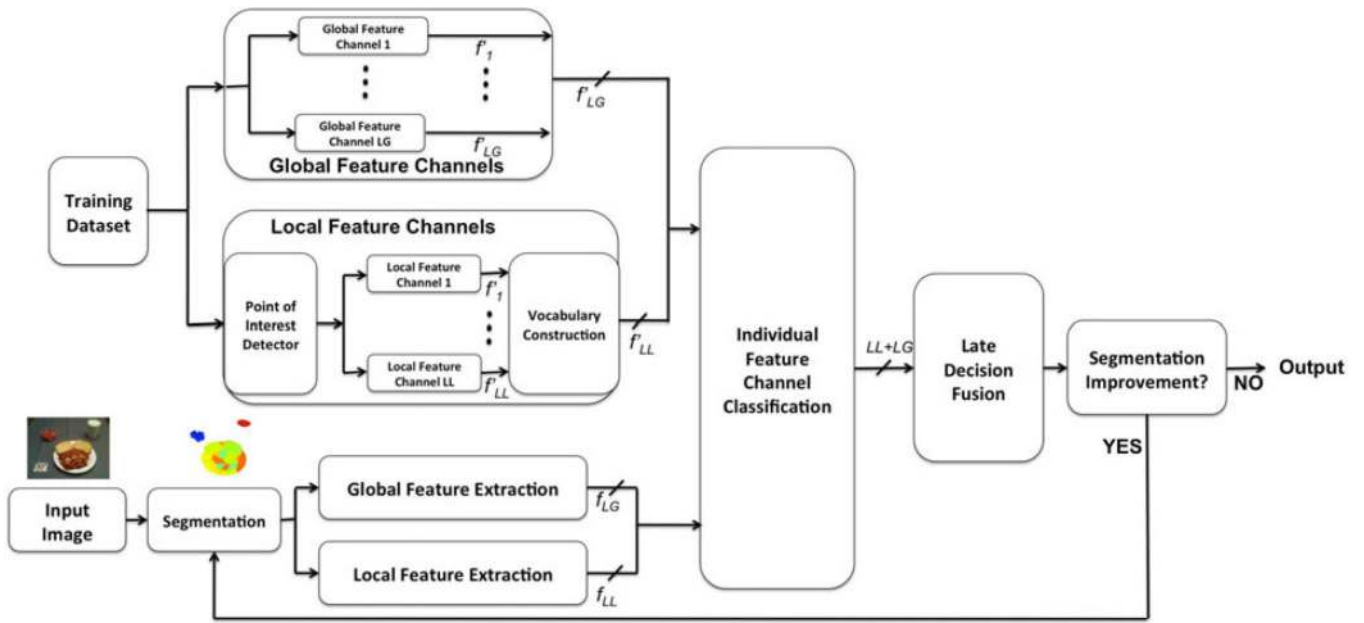 Global Feature
Channel 1
f'1
f'LG
Global Feature
Channel LG
f'LG
Global Feature Channels
Training
Dataset
Local Feature Channels
Point of
Interest
Detector
Local Feature
Channel 1
f'1
Local Feature
Channel LL
f'LL
Vocabulary
Construction
f'LL
Individual
Feature
Channel
Classification
LL+LG
Late
Decision
Fusion
Segmentation
Improvement?
NO
Output
YES
Input
Image
Segmentation
Global Feature Extraction
fLG
Local Feature Extraction
fLL